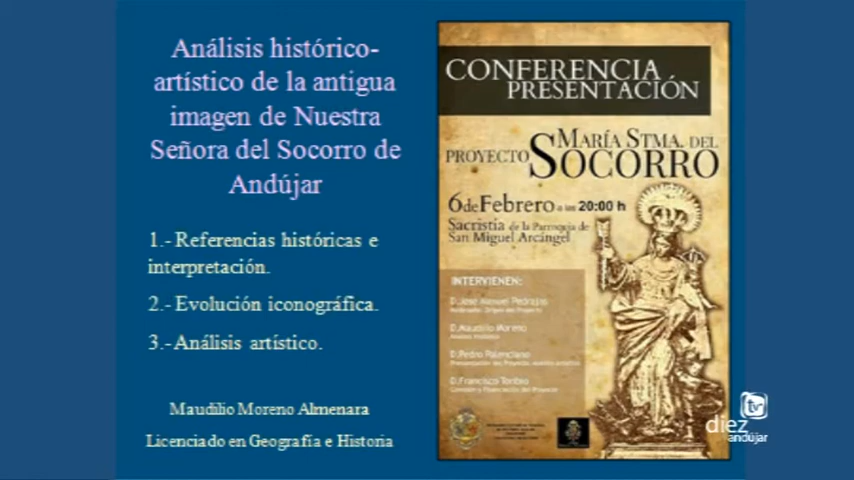 Análisis histórico-
artístico de la antigua
imagen de Nuestra
Señora del Socorro de
Andújar
1.- Referencias históricas e
interpretación.
2.- Evolución iconográfica.
3.- Análisis artístico.
Maudilio Moreno Almenara
Licenciado en Geografía e Historia
CONFERENCIA
PRESENTACIÓN
PROYECTO MARÍA STMA. DEL
SOCORRO
6 de Febrero a las 20:00 h
Sacristía de la Parroquia de
San Miguel Arcángel
INTERVIENEN:
D. Jose Manuel Pedrajas
D. Maudilio Moreno
D. Pedro Palenciano
D. Francisco Toribio
tv
diez
andújar